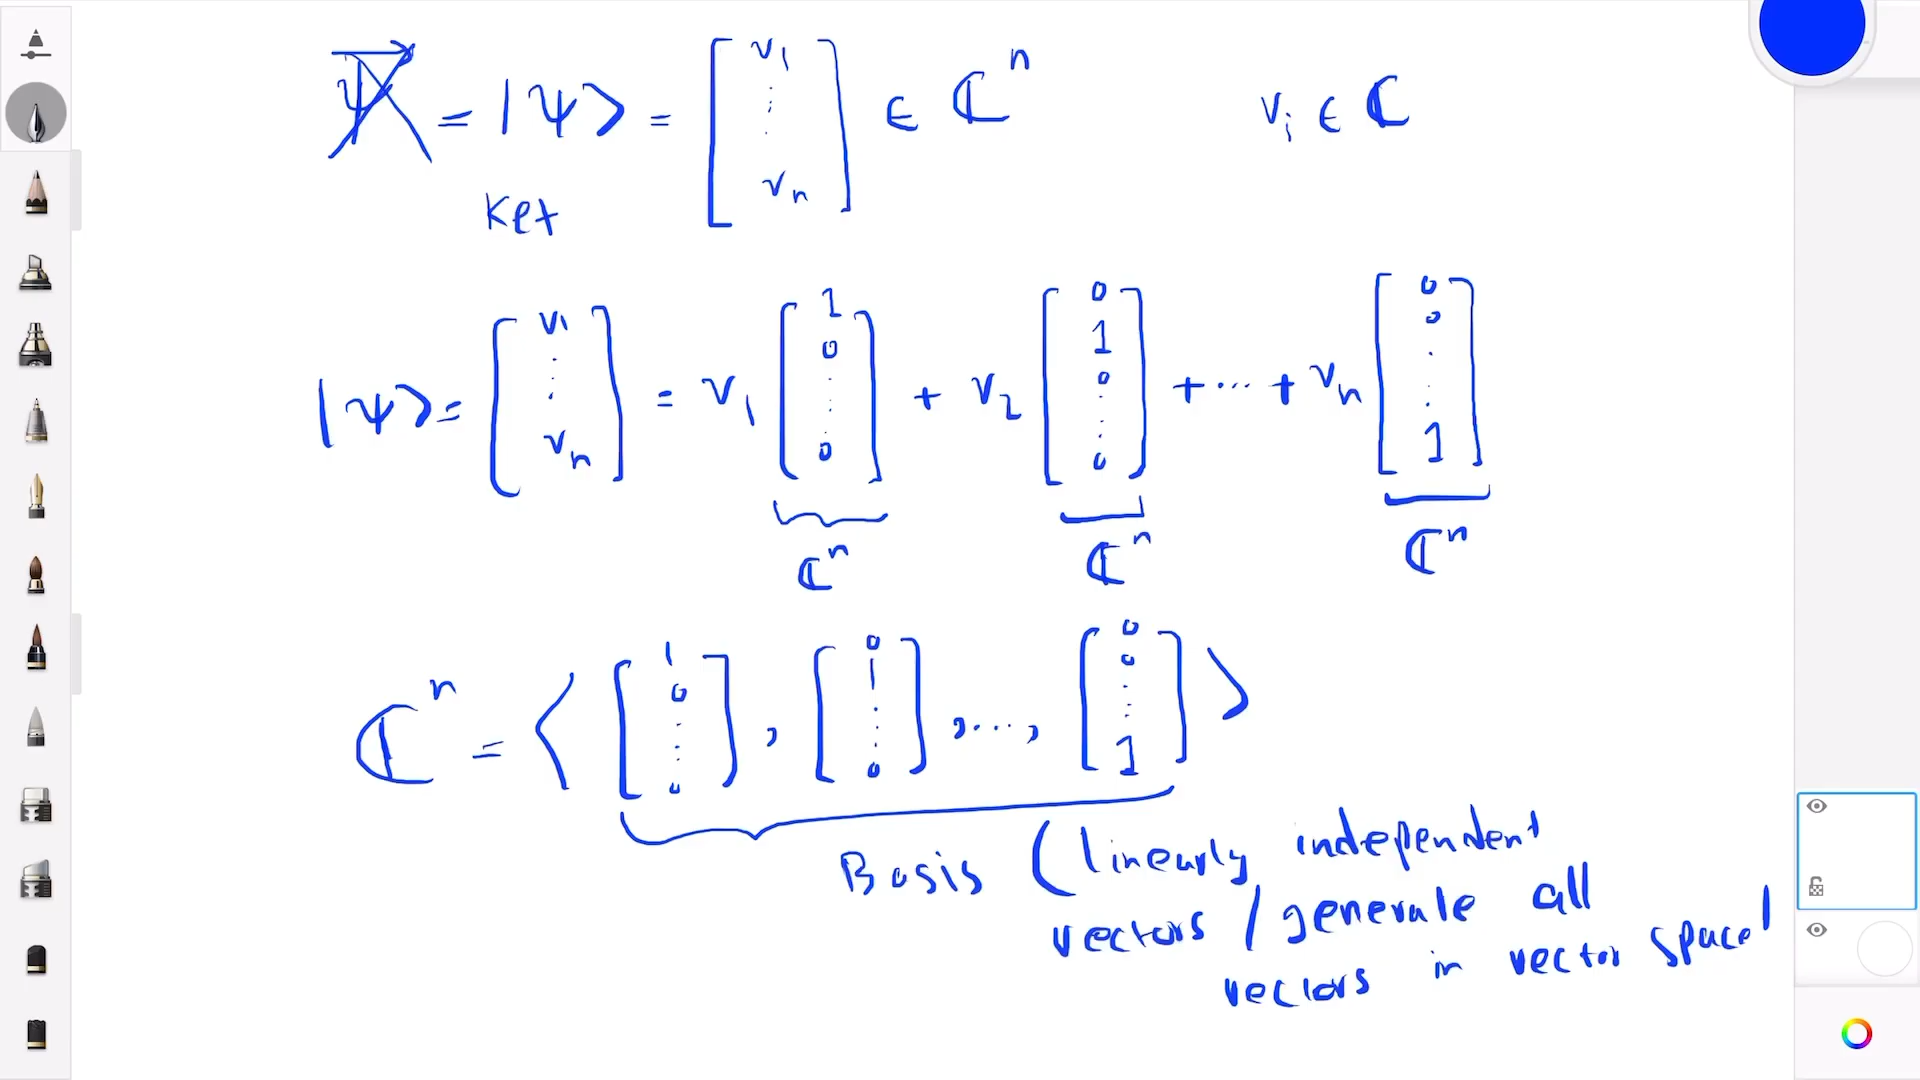 ψ⃗ = |ψ⟩ = [v₁ ⋮ vₙ] ∈ ℂⁿ vᵢ ∈ ℂ
Ket
|ψ⟩ = [v₁ ⋮ vₙ] = v₁ [1 0 ⋮ 0] + v₂ [0 1 0 ⋮ 0] + ⋯ + vₙ [0 0 ⋮ 1]
ℂⁿ ℂⁿ ℂⁿ
ℂⁿ = ⟨ [1 0 ⋮ 0], [0 1 ⋮ 0], ..., [0 0 ⋮ 1] ⟩
Basis (linearly independent
vectors / generate all
vectors in vector space)